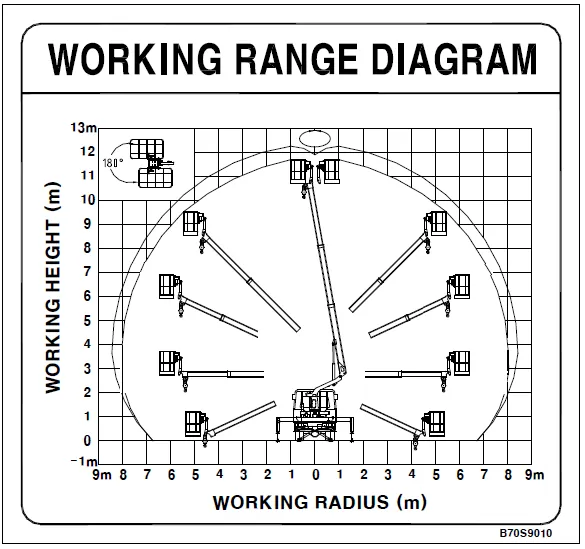 WORKING RANGE DIAGRAM
180°
WORKING HEIGHT (m)
13m
12
11
10
9
8
7
6
5
4
3
2
1
0
-1m
9m 8 7 6 5 4 3 2 1 0 1 2 3 4 5 6 7 8 9m
WORKING RADIUS (m)
B70S9010